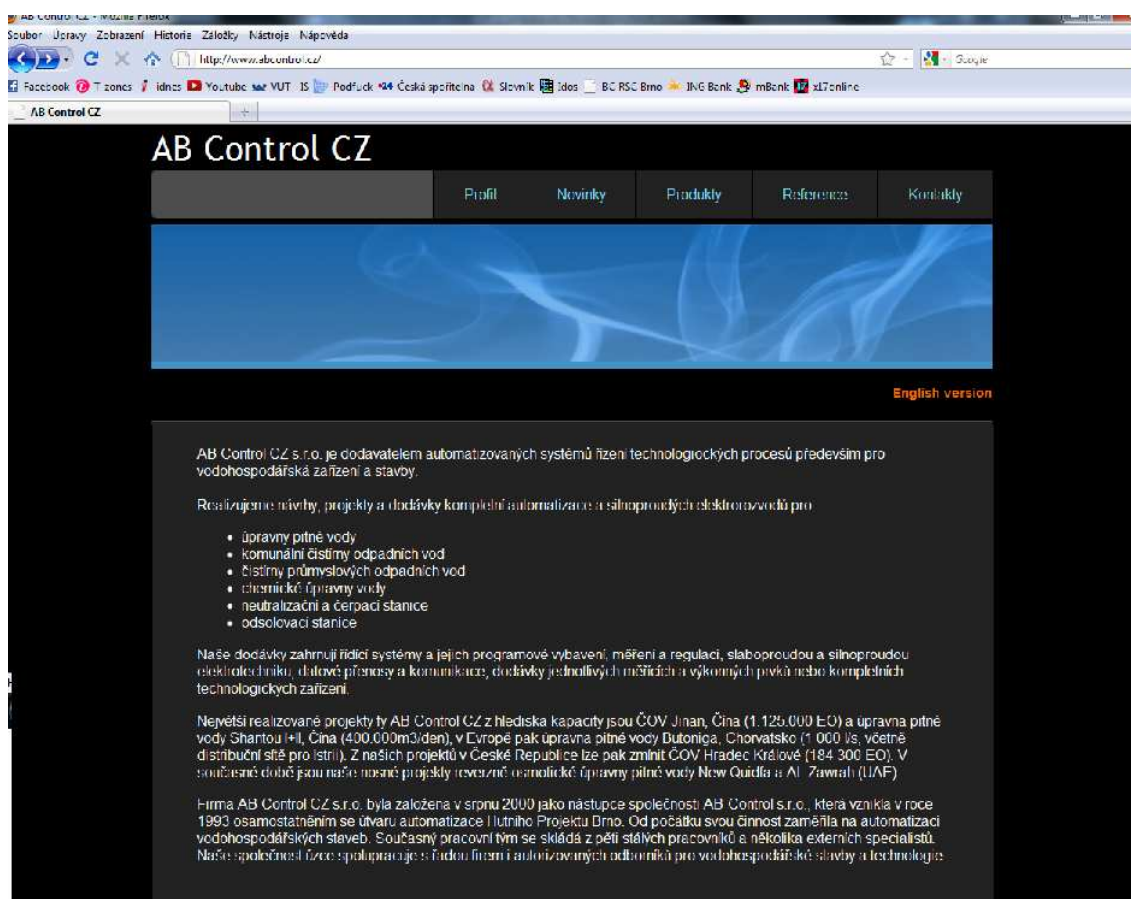 AB Control CZ - Mozilla Firefox
Soubor Úpravy Zobrazení Historie Záložky Nástroje Nápověda
http://www.abcontrol.cz/
Google
Facebook T zones idnes Youtube VUT IS Podfuck Česká spořitelna Slovník Idos BC RSC Brno ING Bank mBank x17online
AB Control CZ
AB Control CZ
Profil Novinky Produkty Reference Kontakty
English version
AB Control CZ s.r.o. je dodavatelem automatizovaných systémů řízení technologiockých procesů především pro
vodohospodářská zařízení a stavby.
Realizujeme návrhy, projekty a dodávky kompletní automatizace a silnoproudých elektrorozvodů pro
• úpravny pitné vody
• komunální čistírny odpadních vod
• čistírny průmyslových odpadních vod
• chemické úpravny vody
• neutralizační a čerpací stanice
• odsolovací stanice
Naše dodávky zahrnují řídící systémy a jejich programové vybavení, měření a regulaci, slaboproudou a silnoproudou
elektrotechniku, datové přenosy a komunikace, dodávky jednotlivých měřících a výkonných prvků nebo kompletních
technologických zařízení.
Největší realizované projekty fy AB Control CZ z hlediska kapacity jsou ČOV Jinan, Čína (1.125.000 EO) a úpravna pitné
vody Shantou I+II, Čína (400.000m3/den), v Evropě pak úpravna pitné vody Butoniga, Chorvatsko (1 000 l/s, včetně
distribuční sítě pro Istrii). Z našich projektů v České Republice lze pak zmínit ČOV Hradec Králové (184 300 EO). V
současné době jsou naše nosné projekty reverzně osmotické úpravny pitné vody New Quidfa a AL Zawrah (UAE)
Firma AB Control CZ s.r.o. byla založena v srpnu 2000 jako nástupce společnosti AB Control s.r.o., která vznikla v roce
1993 osamostatněním se útvaru automatizace Hutního Projektu Brno. Od počátku svou činnost zaměřila na automatizaci
vodohospodářských staveb. Současný pracovní tým se skládá z pěti stálých pracovníků a několika externích specialistů.
Naše společnost úzce spolupracuje s řadou firem i autorizovaných odborníků pro vodohospodářské stavby a technologie